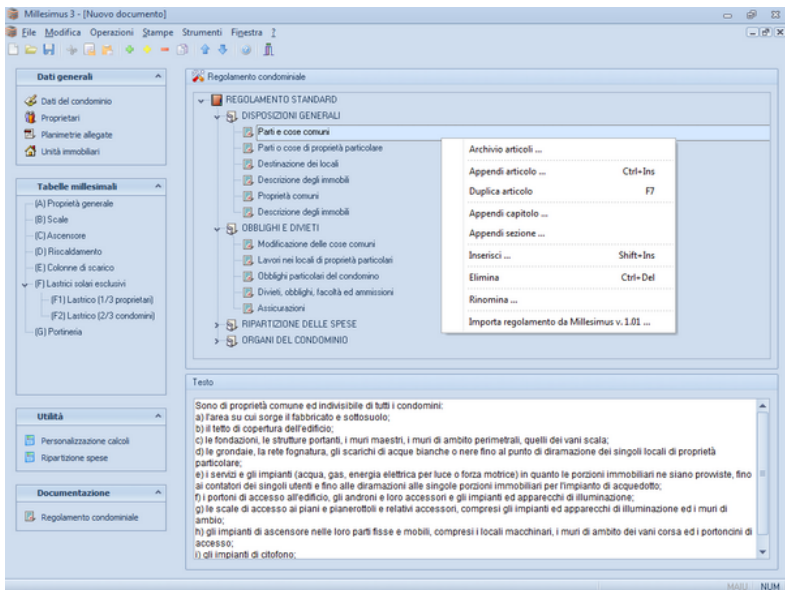 Millesimus 3 - [Nuovo documento]
File Modifica Operazioni Stampe Strumenti Finestra ?
Dati generali
Dati del condominio
Proprietari
Planimetrie allegate
Unità immobiliari
Tabelle millesimali
(A) Proprietà generale
(B) Scale
(C) Ascensore
(D) Riscaldamento
(E) Colonne di scarico
(F) Lastrici solari esclusivi
(F1) Lastrico (1/3 proprietari)
(F2) Lastrico (2/3 condomini)
(G) Portineria
Utilità
Personalizzazione calcoli
Ripartizione spese
Documentazione
Regolamento condominiale
Regolamento condominiale
REGOLAMENTO STANDARD
DISPOSIZIONI GENERALI
Parti e cose comuni
Parti o cose di proprietà particolare
Destinazione dei locali
Descrizione degli immobili
Proprietà comuni
Descrizione degli immobili
OBBLIGHI E DIVIETI
Modificazione delle cose comuni
Lavori nei locali di proprietà particolari
Obblighi particolari del condomino
Divieti, obblighi, facoltà ed ammissioni
Assicurazioni
RIPARTIZIONE DELLE SPESE
ORGANI DEL CONDOMINIO
Archivio articoli ...
Appendi articolo ... Ctrl+Ins
Duplica articolo F7
Appendi capitolo ...
Appendi sezione ...
Inserisci ... Shift+Ins
Elimina Ctrl+Del
Rinomina ...
Importa regolamento da Millesimus v. 1.01 ...
Testo
Sono di proprietà comune ed indivisibile di tutti i condomini:
a) l'area su cui sorge il fabbricato e sottosuolo;
b) il tetto di copertura dell'edificio;
c) le fondazioni, le strutture portanti, i muri maestri, i muri di ambito perimetrali, quelli dei vani scala;
d) le grondaie, la rete fognatura, gli scarichi di acque bianche o nere fino al punto di diramazione dei singoli locali di proprietà
particolare;
e) i servizi e gli impianti (acqua, gas, energia elettrica per luce o forza motrice) in quanto le porzioni immobiliari ne siano provviste, fino
ai contatori dei singoli utenti e fino alle diramazioni alle singole porzioni immobiliari per l'impianto di acquedotto;
f) i portoni di accesso all'edificio, gli androni e loro accessori e gli impianti ed apparecchi di illuminazione;
g) le scale di accesso ai piani e pianerottoli e relativi accessori, compresi gli impianti ed apparecchi di illuminazione ed i muri di
ambio;
h) gli impianti di ascensore nelle loro parti fisse e mobili, compresi i locali macchinari, i muri di ambito dei vani corsa ed i portoncini di
accesso;
i) gli impianti di citofono;
MAIU NUM